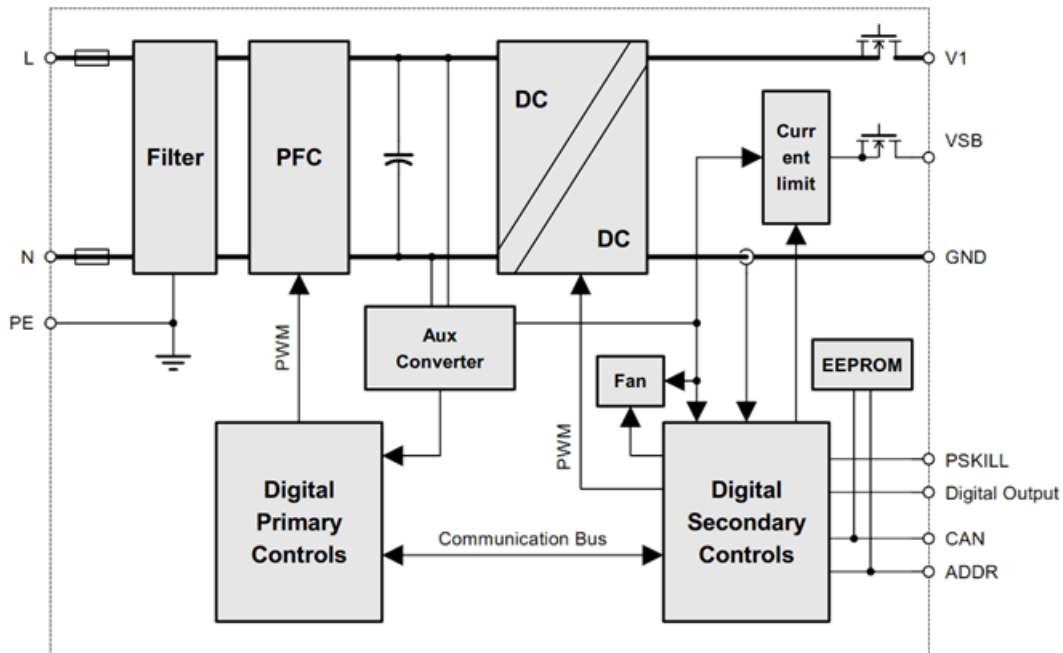 L
V1
DC
Filter
PFC
Curr
ent
limit
VSB
DC
N
GND
PE
PWM
Aux
Converter
Fan
EEPROM
PWM
Digital
Primary
Controls
Communication Bus
Digital
Secondary
Controls
PSKILL
Digital Output
CAN
ADDR